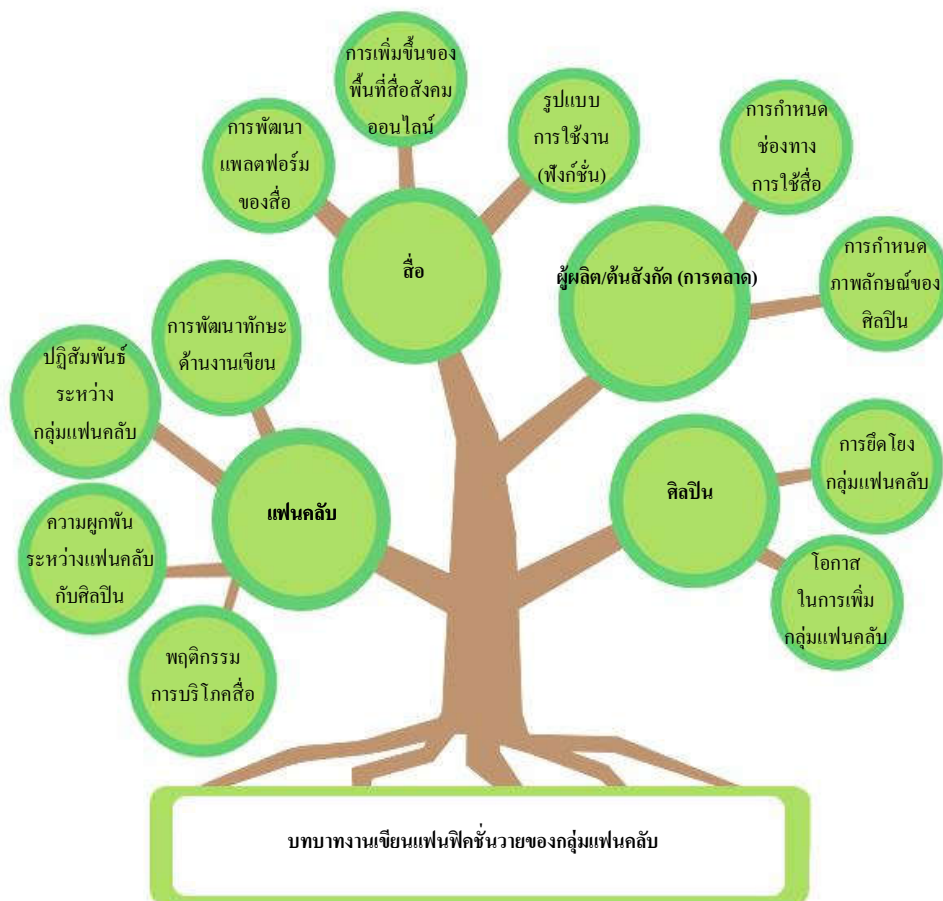 การเพิ่มขึ้นของ
พื้นที่สื่อสังคม
ออนไลน์
รูปแบบ
การใช้งาน
(ฟังก์ชั่น)
การพัฒนา
แพลตฟอร์ม
ของสื่อ
การกำหนด
ช่องทาง
การใช้สื่อ
สื่อ
ผู้ผลิต/ต้นสังกัด (การตลาด)
การกำหนด
ภาพลักษณ์ของ
ศิลปิน
การพัฒนาทักษะ
ด้านงานเขียน
ปฏิสัมพันธ์
ระหว่าง
กลุ่มแฟนคลับ
แฟนคลับ
ศิลปิน
การยึดโยง
กลุ่มแฟนคลับ
ความผูกพัน
ระหว่างแฟนคลับ
กับศิลปิน
โอกาส
ในการเพิ่ม
กลุ่มแฟนคลับ
พฤติกรรม
การบริโภคสื่อ
บทบาทงานเขียนแฟนฟิคชั่นวายของกลุ่มแฟนคลับ